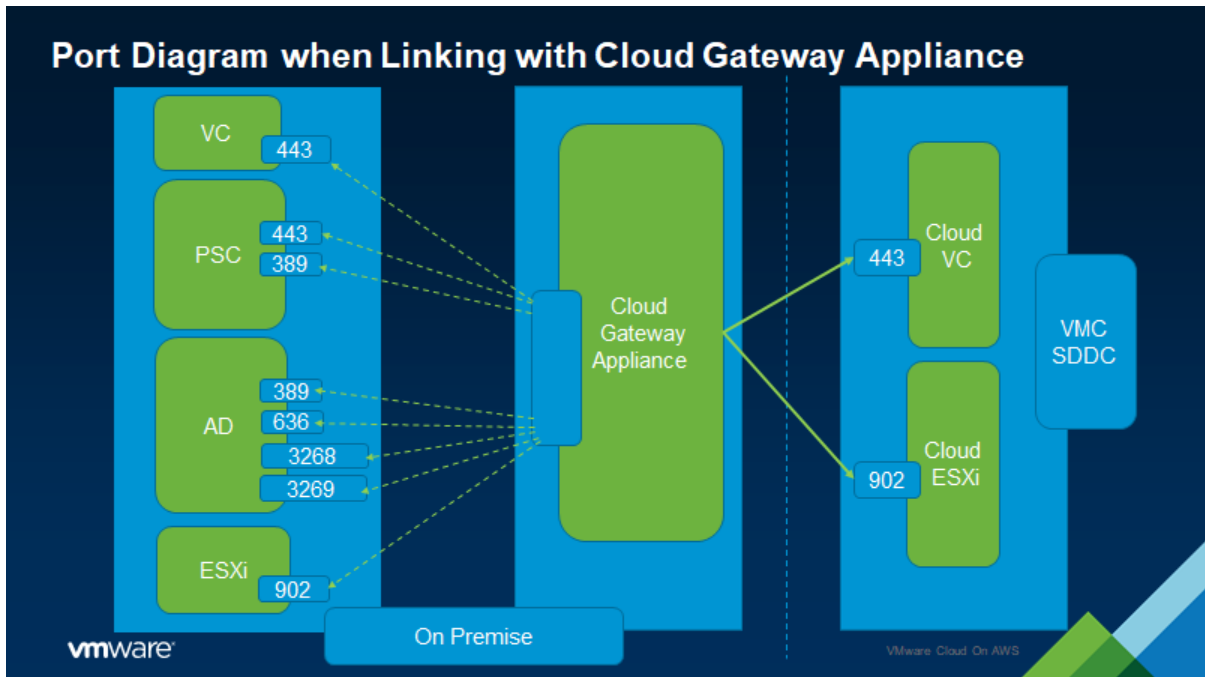 Port Diagram when Linking with Cloud Gateway Appliance
VC
443
PSC
443
389
AD
389
636
3268
3269
ESXi
902
On Premise
Cloud
Gateway
Appliance
443
Cloud
VC
902
Cloud
ESXi
VMC
SDDC
vmware
VMware Cloud On AWS